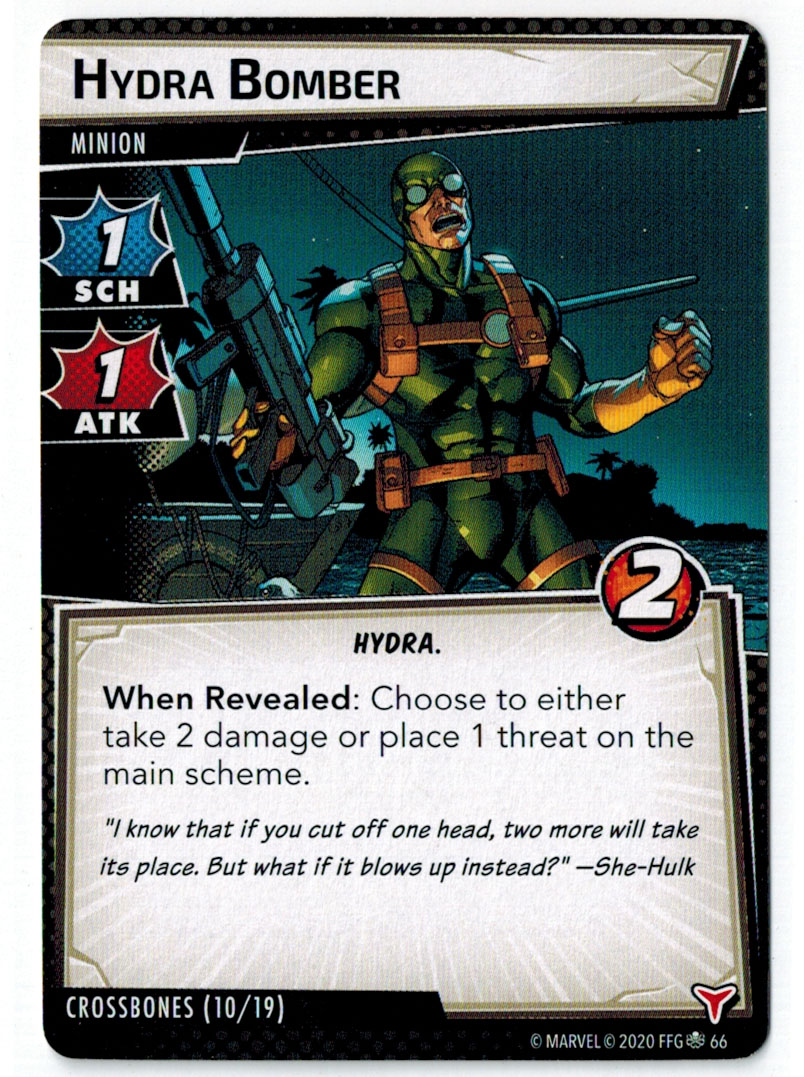 HYDRA BOMBER
MINION
1
SCH
1
ATK
2
HYDRA.
When Revealed: Choose to either
take 2 damage or place 1 threat on the
main scheme.
"I know that if you cut off one head, two more will take
its place. But what if it blows up instead?" —She-Hulk
CROSSBONES (10/19)
© MARVEL © 2020 FFG 66